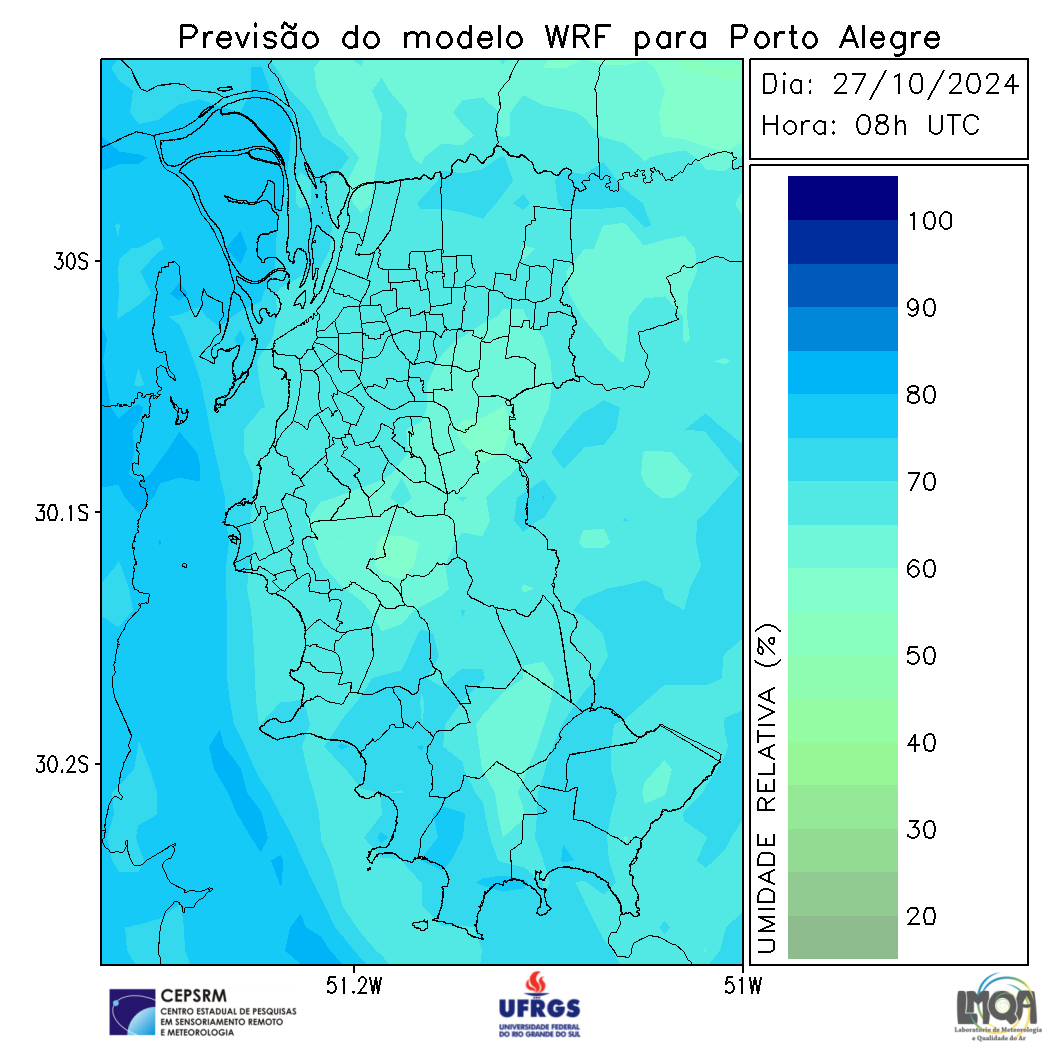 Previsão do modelo WRF para Porto Alegre
Dia: 27/10/2024
Hora: 08h UTC
30S
30.1S
30.2S
51.2W
51W
100
90
80
70
60
50
40
30
20
UMIDADE RELATIVA (%)
CEPSRM
CENTRO ESTADUAL DE PESQUISAS
EM SENSORIAMENTO REMOTO
E METEOROLOGIA
UFRGS
UNIVERSIDADE FEDERAL
DO RIO GRANDE DO SUL
LMQA
Laboratório de Meteorologia
e Qualidade do Ar